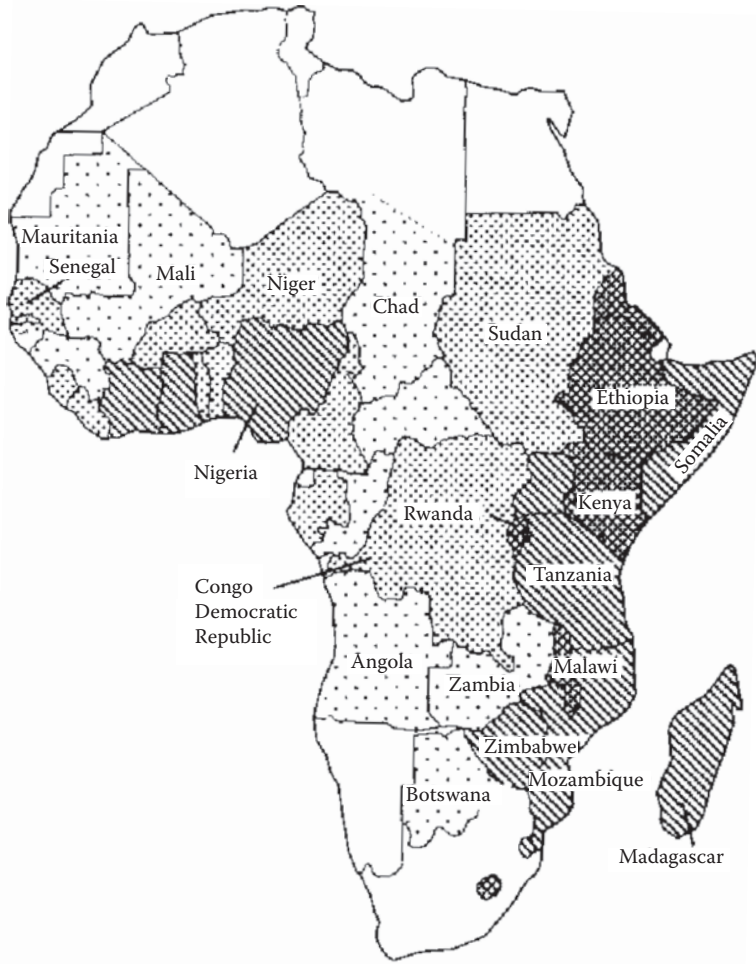 Mauritania
Senegal
Mali
Niger
Chad
Sudan
Ethiopia
Somalia
Nigeria
Kenya
Rwanda
Tanzania
Congo
Democratic
Republic
Angola
Malawi
Zambia
Zimbabwe
Mozambique
Botswana
Madagascar